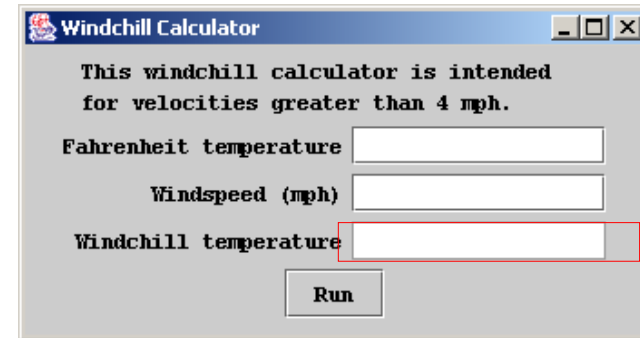 Windchill Calculator
This windchill calculator is intended
for velocities greater than 4 mph.
Fahrenheit temperature
Windspeed (mph)
Windchill temperature
Run